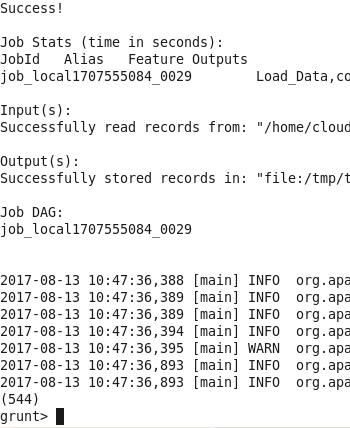 Success!
Job Stats (time in seconds):
JobId Alias Feature Outputs
job_local1707555084_0029 Load_Data,co
Input(s):
Successfully read records from: "/home/cloud
Output(s):
Successfully stored records in: "file:/tmp/t
Job DAG:
job_local1707555084_0029
2017-08-13 10:47:36,388 [main] INFO org.apa
2017-08-13 10:47:36,389 [main] INFO org.apa
2017-08-13 10:47:36,389 [main] INFO org.apa
2017-08-13 10:47:36,394 [main] INFO org.apa
2017-08-13 10:47:36,395 [main] WARN org.apa
2017-08-13 10:47:36,893 [main] INFO org.apa
2017-08-13 10:47:36,893 [main] INFO org.apa
(544)
grunt>